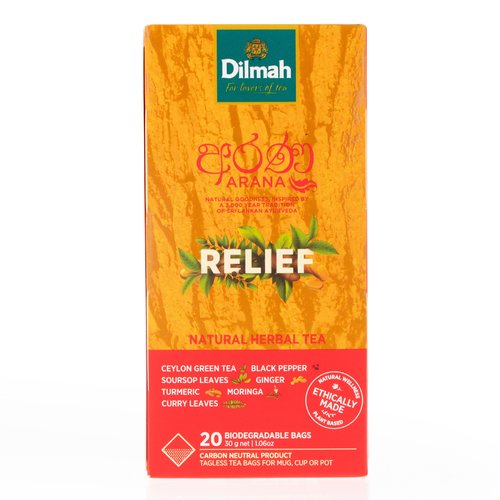 Dilmah
For lovers of tea
අරණ
ARANA
NATURAL GOODNESS, INSPIRED BY
A 3,000 YEAR TRADITION
OF SRI LANKAN AYURVEDA
RELIEF
NATURAL HERBAL TEA
CEYLON GREEN TEA BLACK PEPPER
SOURSOP LEAVES GINGER
TURMERIC MORINGA
CURRY LEAVES
NATURAL WELLNESS
ETHICALLY
MADE
PLANT BASED
20 BIODEGRADABLE BAGS
30 g net | 1.06oz
CARBON NEUTRAL PRODUCT
TAGLESS TEA BAGS FOR MUG, CUP OR POT